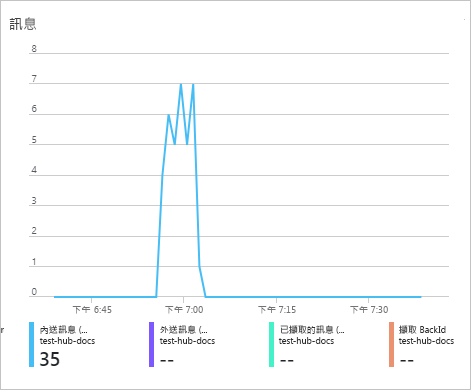 訊息
8
7
6
5
4
3
2
1
0
下午 6:45 下午 7:00 下午 7:15 下午 7:30
r 內送訊息 (... 外送訊息 (... 已擷取的訊息 (... 擷取 BackId
test-hub-docs test-hub-docs test-hub-docs test-hub-docs
35 -- -- --